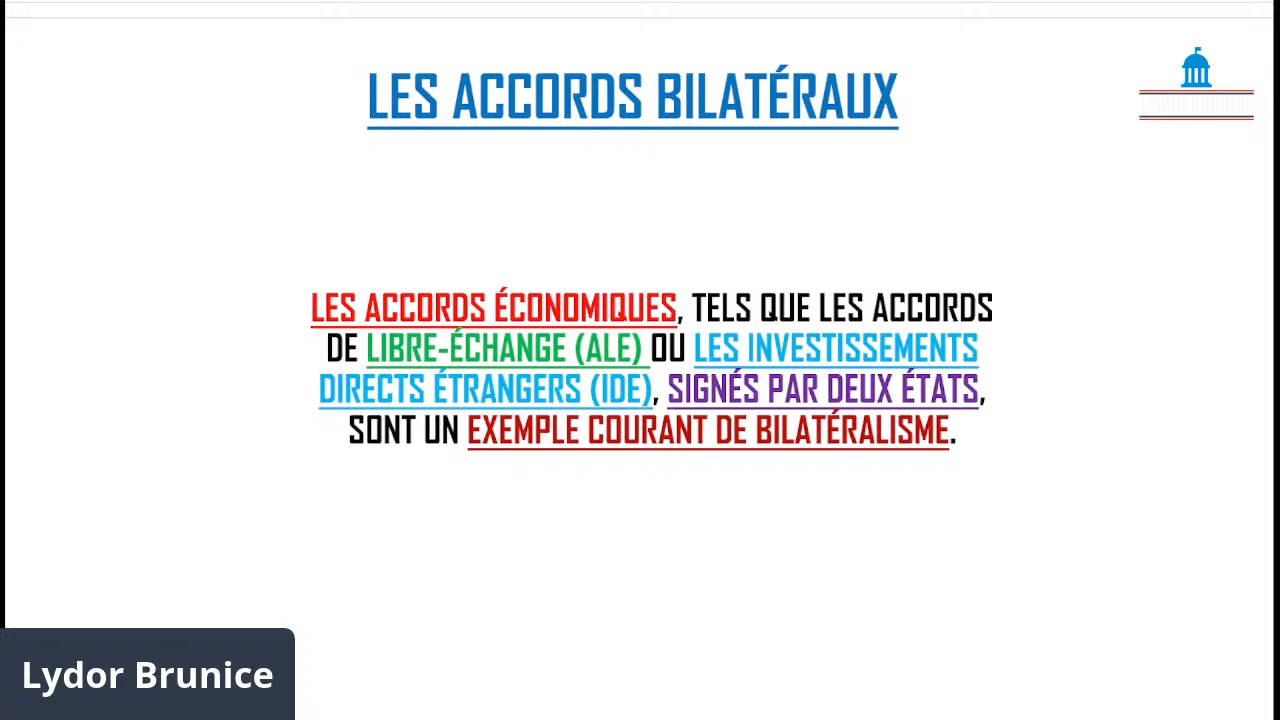 LES ACCORDS BILATÉRAUX
LES ACCORDS ÉCONOMIQUES, TELS QUE LES ACCORDS
DE LIBRE-ÉCHANGE (ALE) OU LES INVESTISSEMENTS
DIRECTS ÉTRANGERS (IDE), SIGNÉS PAR DEUX ÉTATS,
SONT UN EXEMPLE COURANT DE BILATÉRALISME.
Lydor Brunice